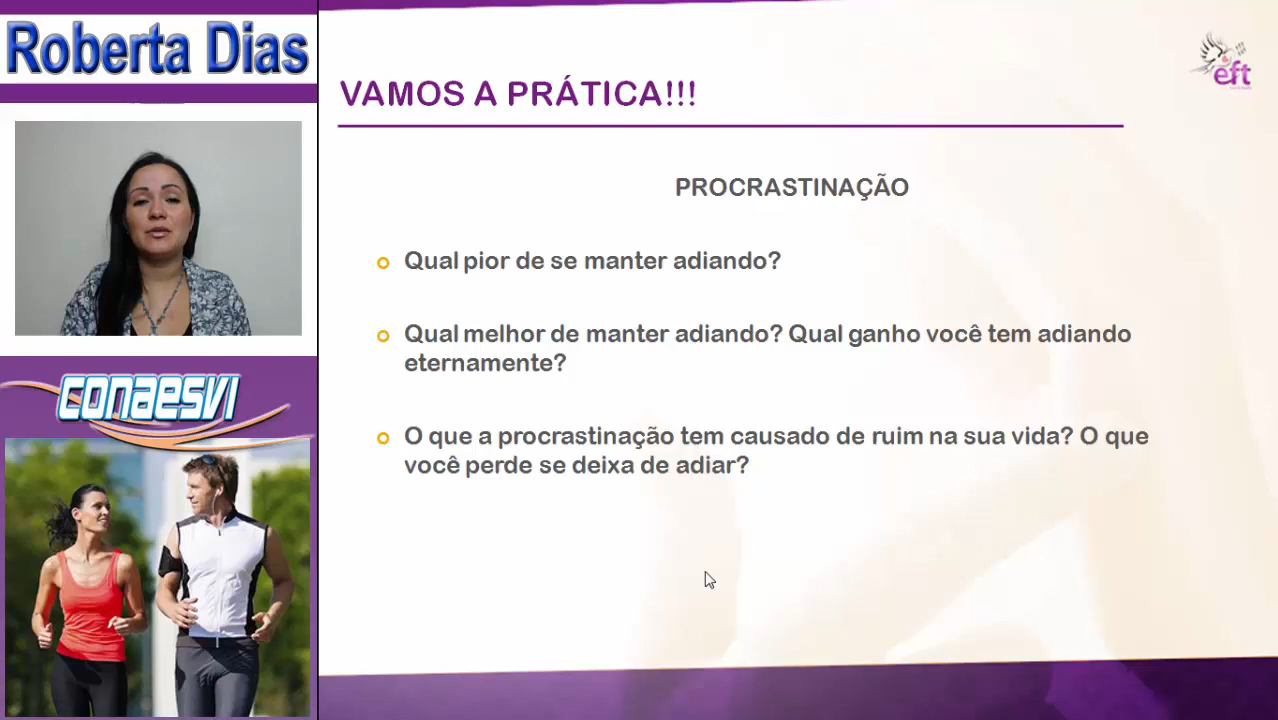 Roberta Dias
VAMOS A PRÁTICA!!!
eft
PROCRASTINAÇÃO
Qual pior de se manter adiando?
Qual melhor de manter adiando? Qual ganho você tem adiando
eternamente?
O que a procrastinação tem causado de ruim na sua vida? O que
você perde se deixa de adiar?
CONAESVI